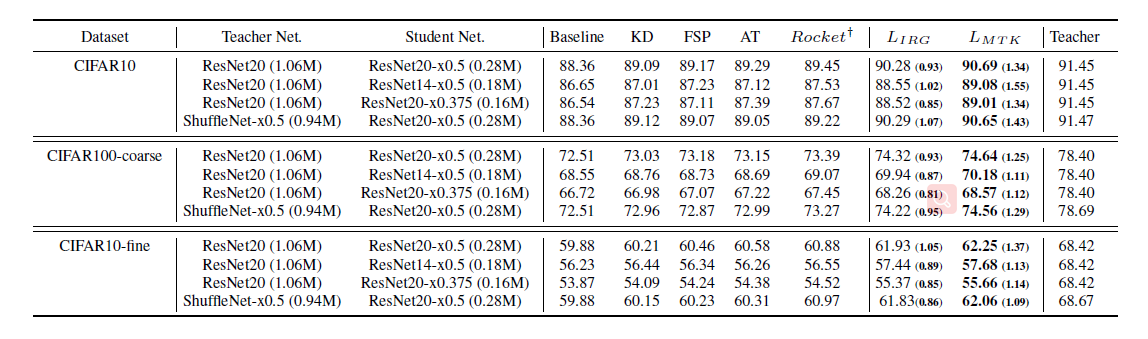 Dataset Teacher Net. Student Net. Baseline KD FSP AT Rocket† L_IRG L_MTK Teacher
CIFAR10 ResNet20 (1.06M) ResNet20-x0.5 (0.28M) 88.36 89.09 89.17 89.29 89.45 90.28 (0.93) 90.69 (1.34) 91.45
ResNet20 (1.06M) ResNet14-x0.5 (0.18M) 86.65 87.01 87.23 87.12 87.53 88.55 (1.02) 89.08 (1.55) 91.45
ResNet20 (1.06M) ResNet20-x0.375 (0.16M) 86.54 87.23 87.11 87.39 87.67 88.52 (0.85) 89.01 (1.34) 91.45
ShuffleNet-x0.5 (0.94M) ResNet20-x0.5 (0.28M) 88.36 89.12 89.07 89.05 89.22 90.29 (1.07) 90.65 (1.43) 91.47
CIFAR100-coarse ResNet20 (1.06M) ResNet20-x0.5 (0.28M) 72.51 73.03 73.18 73.15 73.39 74.32 (0.93) 74.64 (1.25) 78.40
ResNet20 (1.06M) ResNet14-x0.5 (0.18M) 68.55 68.76 68.73 68.69 69.07 69.94 (0.87) 70.18 (1.11) 78.40
ResNet20 (1.06M) ResNet20-x0.375 (0.16M) 66.72 66.98 67.07 67.22 67.45 68.26 (0.81) 68.57 (1.12) 78.40
ShuffleNet-x0.5 (0.94M) ResNet20-x0.5 (0.28M) 72.51 72.96 72.87 72.99 73.27 74.22 (0.95) 74.56 (1.29) 78.69
CIFAR10-fine ResNet20 (1.06M) ResNet20-x0.5 (0.28M) 59.88 60.21 60.46 60.58 60.88 61.93 (1.05) 62.25 (1.37) 68.42
ResNet20 (1.06M) ResNet14-x0.5 (0.18M) 56.23 56.44 56.34 56.26 56.55 57.44 (0.89) 57.68 (1.13) 68.42
ResNet20 (1.06M) ResNet20-x0.375 (0.16M) 53.87 54.09 54.24 54.38 54.52 55.37 (0.85) 55.66 (1.14) 68.42
ShuffleNet-x0.5 (0.94M) ResNet20-x0.5 (0.28M) 59.88 60.15 60.23 60.31 60.97 61.83(0.86) 62.06 (1.09) 68.67